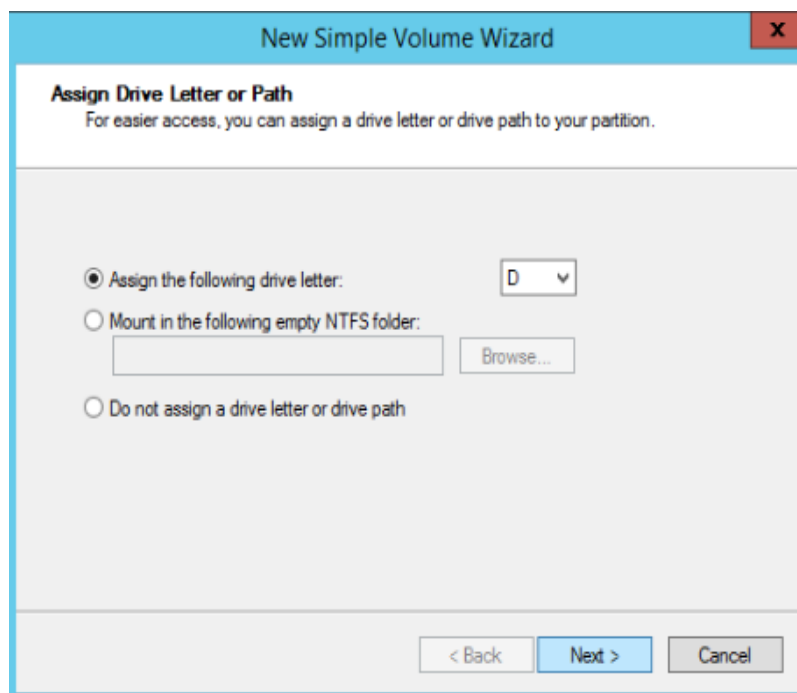 New Simple Volume Wizard
x
Assign Drive Letter or Path
For easier access, you can assign a drive letter or drive path to your partition.
Assign the following drive letter: D
Mount in the following empty NTFS folder:
Browse...
Do not assign a drive letter or drive path
< Back Next > Cancel